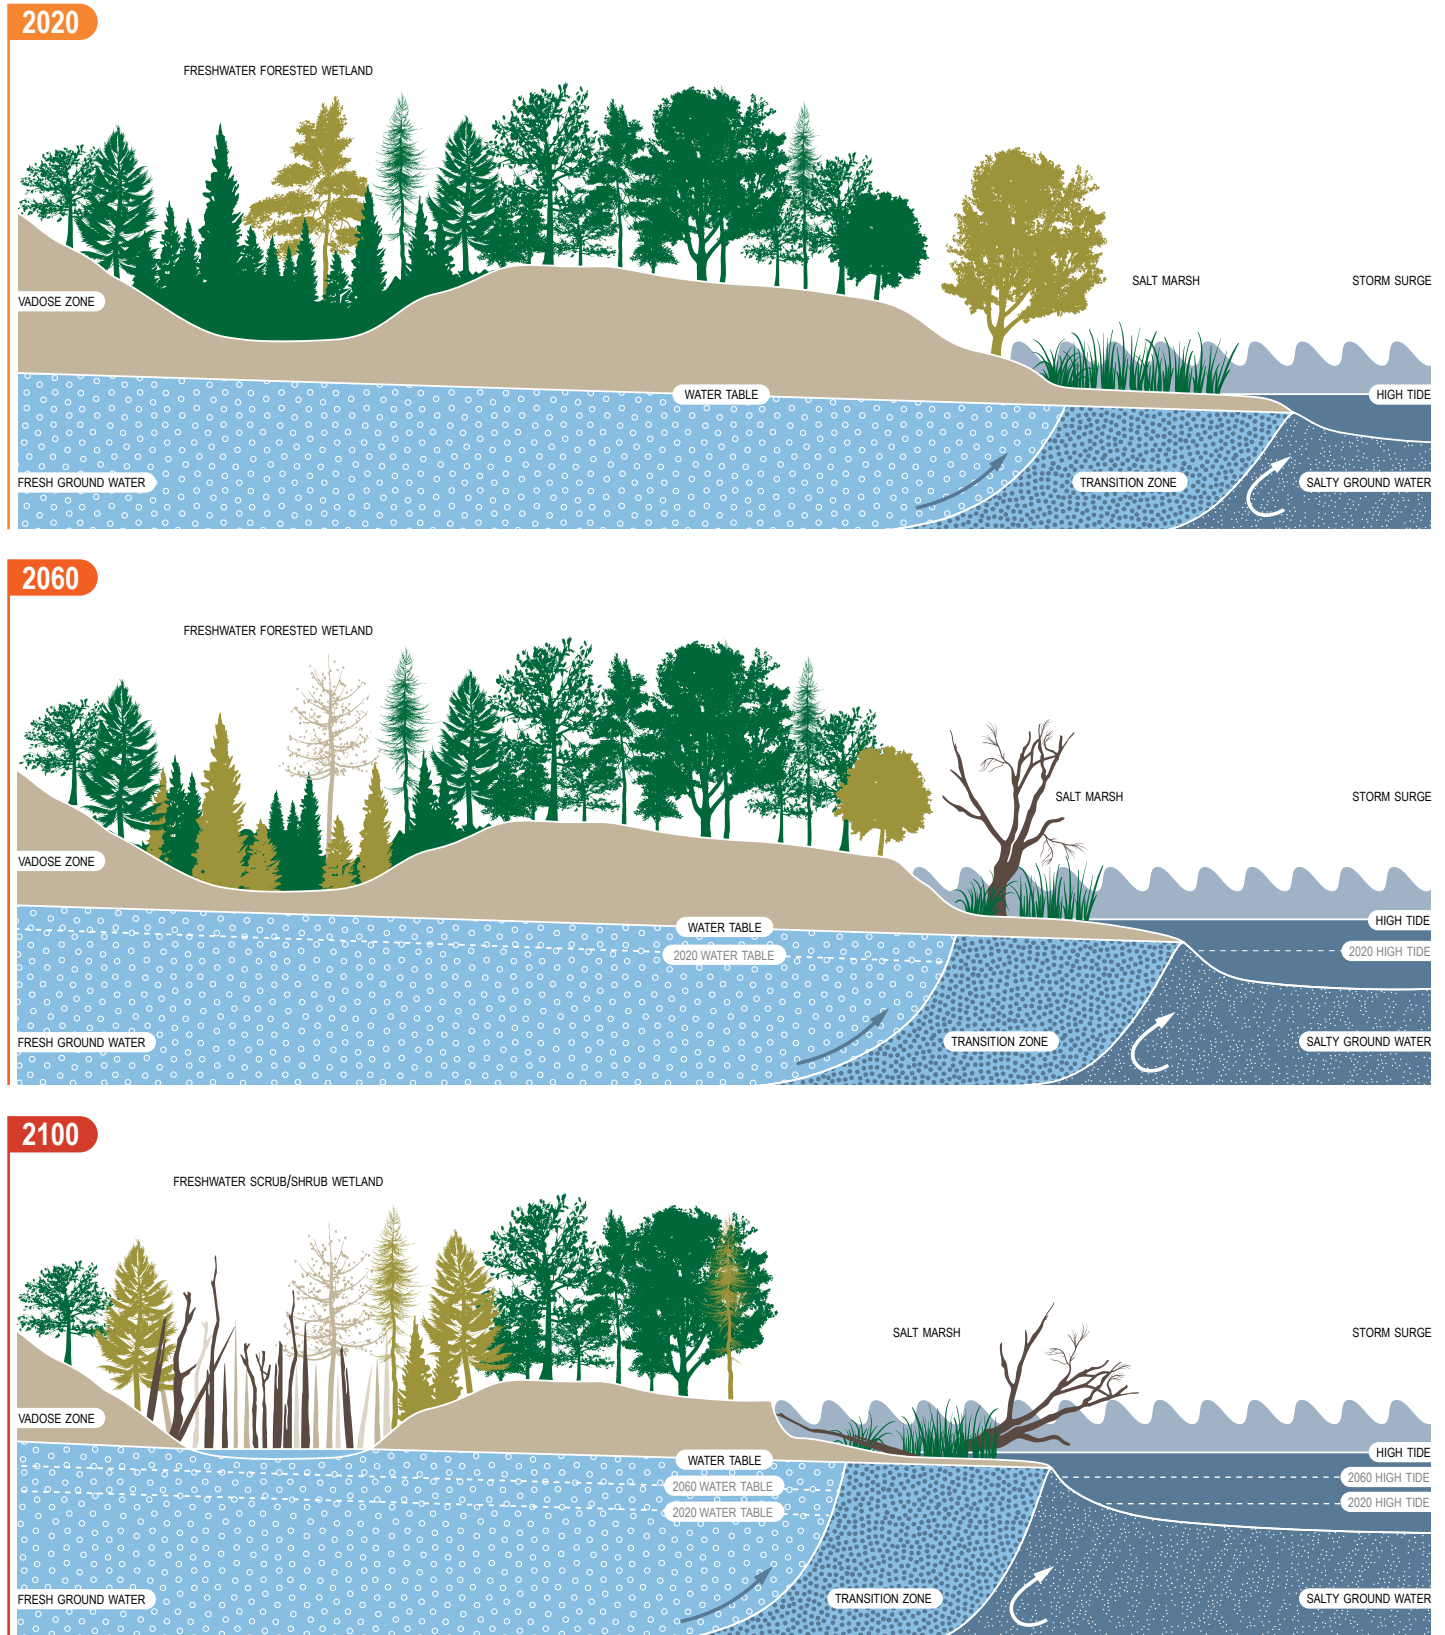 2020
FRESHWATER FORESTED WETLAND
SALT MARSH
STORM SURGE
VADOSE ZONE
WATER TABLE
HIGH TIDE
FRESH GROUND WATER
TRANSITION ZONE
SALTY GROUND WATER
2060
FRESHWATER FORESTED WETLAND
SALT MARSH
STORM SURGE
VADOSE ZONE
HIGH TIDE
WATER TABLE
2020 HIGH TIDE
2020 WATER TABLE
FRESH GROUND WATER
TRANSITION ZONE
SALTY GROUND WATER
2100
FRESHWATER SCRUB/SHRUB WETLAND
SALT MARSH
STORM SURGE
VADOSE ZONE
HIGH TIDE
WATER TABLE
2060 HIGH TIDE
2060 WATER TABLE
2020 HIGH TIDE
2020 WATER TABLE
FRESH GROUND WATER
TRANSITION ZONE
SALTY GROUND WATER